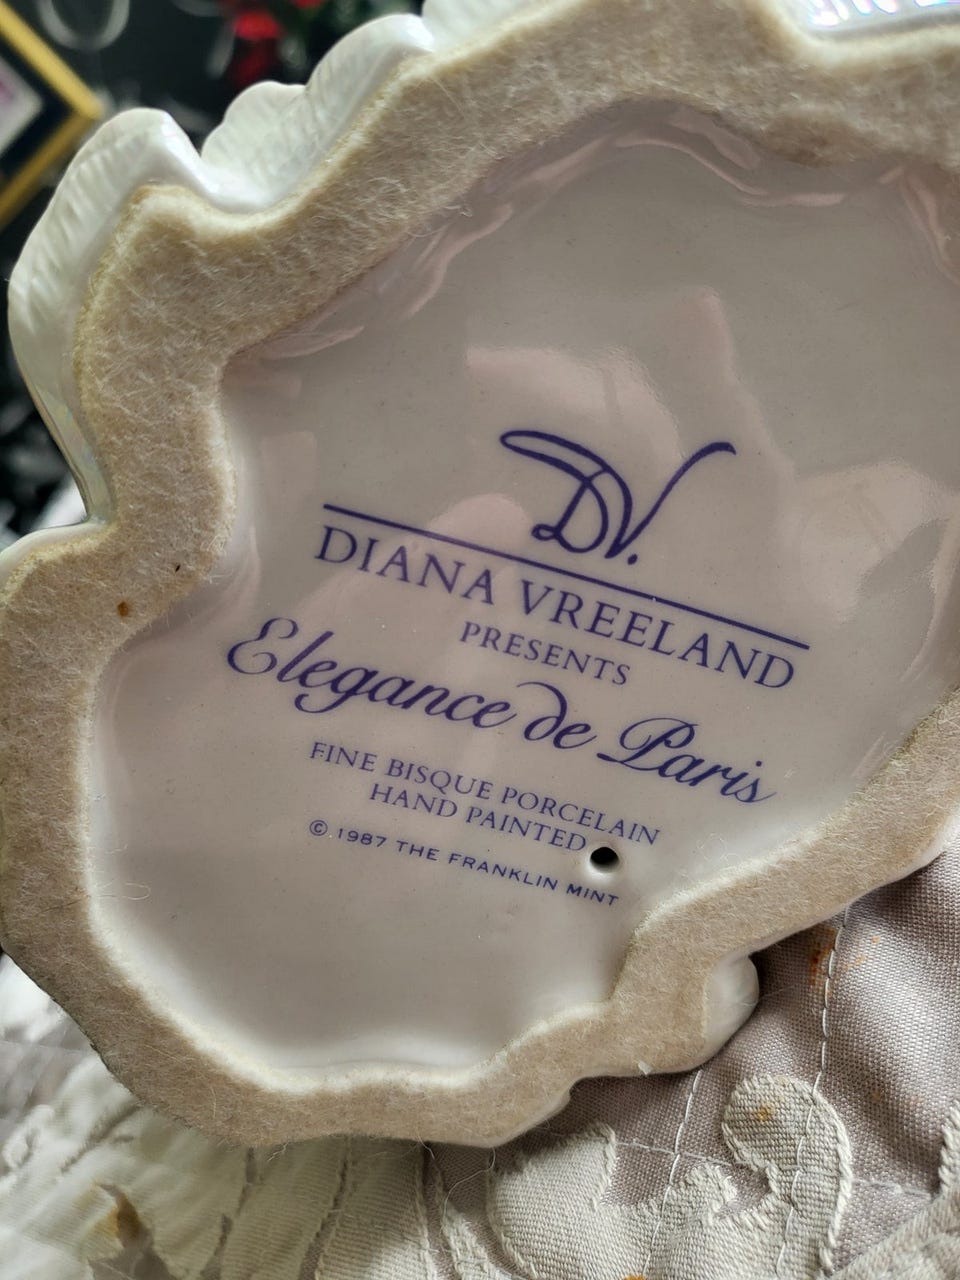 DV.
DIANA VREELAND
PRESENTS
Elegance de Paris
FINE BISQUE PORCELAIN
HAND PAINTED
© 1987 THE FRANKLIN MINT